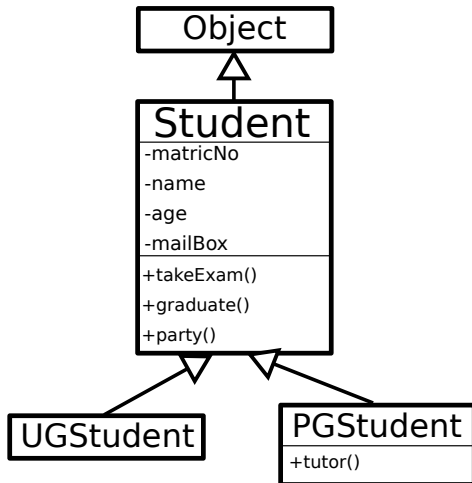 Object
Student
-matricNo
-name
-age
-mailBox
+takeExam()
+graduate()
+party()
UGStudent
PGStudent
+tutor()